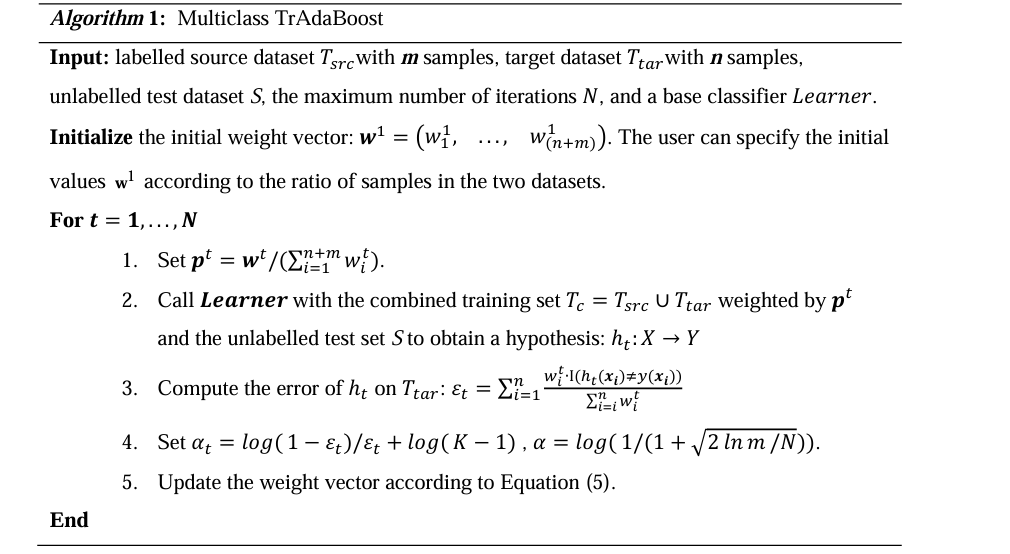 Algorithm 1: Multiclass TrAdaBoost
Input: labelled source dataset T_src with m samples, target dataset T_tar with n samples,
unlabelled test dataset S, the maximum number of iterations N, and a base classifier Learner.
Initialize the initial weight vector: w^1 = (w_1^1, ..., w_(n+m)^1). The user can specify the initial
values w^1 according to the ratio of samples in the two datasets.
For t = 1,...,N
1. Set p^t = w^t/(∑_{i=1}^{n+m} w_i^t).
2. Call Learner with the combined training set T_c = T_src ∪ T_tar weighted by p^t
and the unlabelled test set S to obtain a hypothesis: h_t: X → Y
3. Compute the error of h_t on T_tar: ε_t = ∑_{i=1}^{n} (w_i^t·I(h_t(x_i)≠y(x_i)))/(∑_{i=i}^{n} w_i^t)
4. Set α_t = log(1 − ε_t)/ε_t + log(K − 1) , α = log(1/(1 + √(2 ln m /N))).
5. Update the weight vector according to Equation (5).
End